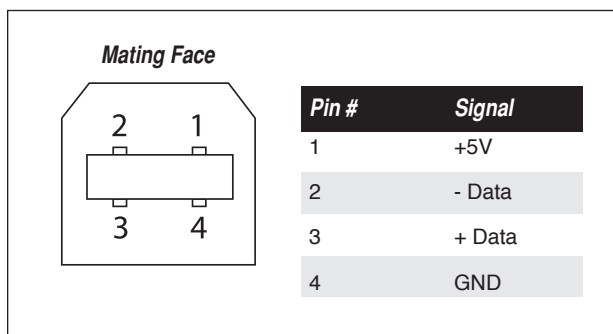 Mating Face
2 1
3 4
Pin # Signal
1 +5V
2 - Data
3 + Data
4 GND